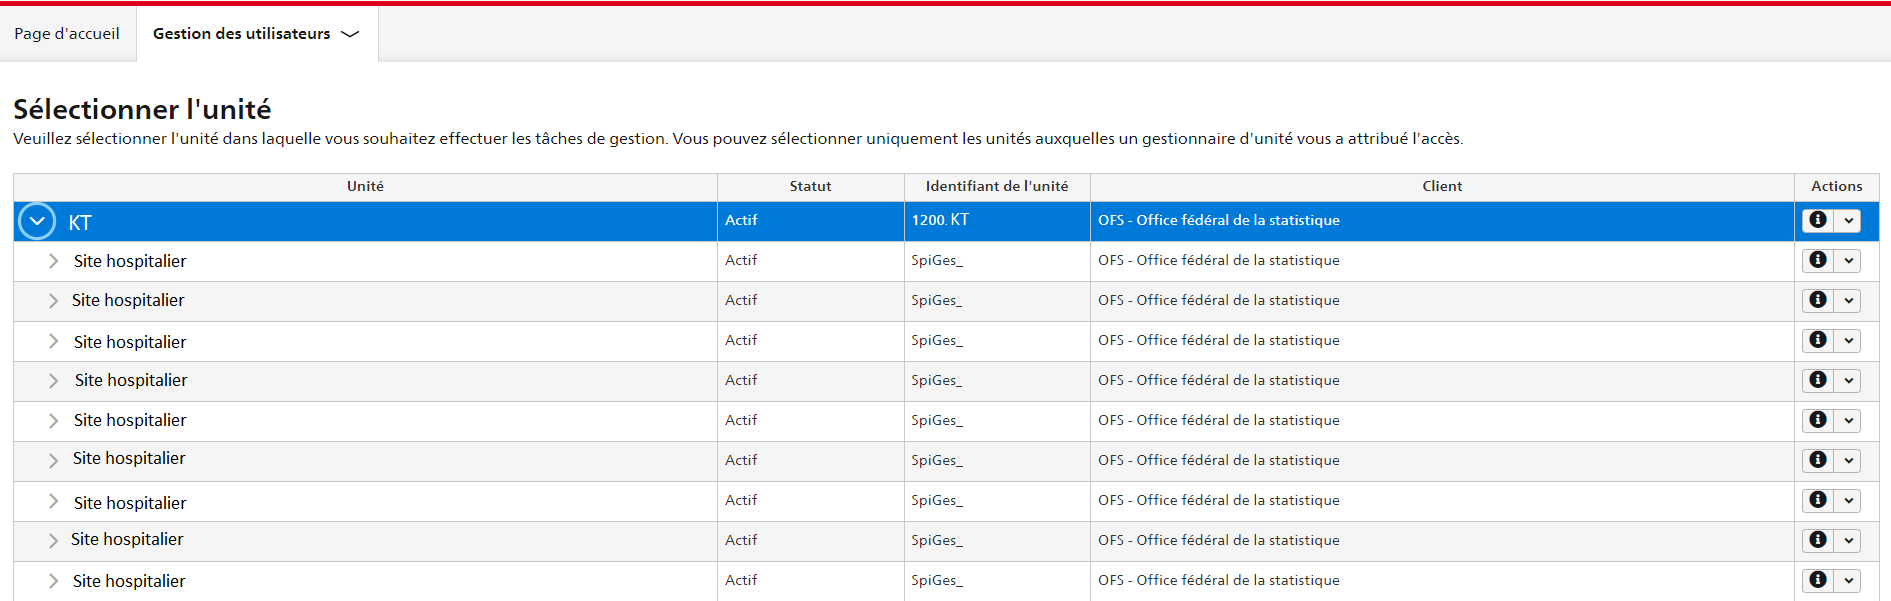 Page d'accueil Gestion des utilisateurs
Sélectionner l'unité
Veuillez sélectionner l'unité dans laquelle vous souhaitez effectuer les tâches de gestion. Vous pouvez sélectionner uniquement les unités auxquelles un gestionnaire d'unité vous a attribué l'accès.
Unité Statut Identifiant de l'unité Client Actions
KT Actif 1200. KT OFS - Office fédéral de la statistique
Site hospitalier Actif SpiGes_ OFS - Office fédéral de la statistique
Site hospitalier Actif SpiGes_ OFS - Office fédéral de la statistique
Site hospitalier Actif SpiGes_ OFS - Office fédéral de la statistique
Site hospitalier Actif SpiGes_ OFS - Office fédéral de la statistique
Site hospitalier Actif SpiGes_ OFS - Office fédéral de la statistique
Site hospitalier Actif SpiGes_ OFS - Office fédéral de la statistique
Site hospitalier Actif SpiGes_ OFS - Office fédéral de la statistique
Site hospitalier Actif SpiGes_ OFS - Office fédéral de la statistique
Site hospitalier Actif SpiGes_ OFS - Office fédéral de la statistique